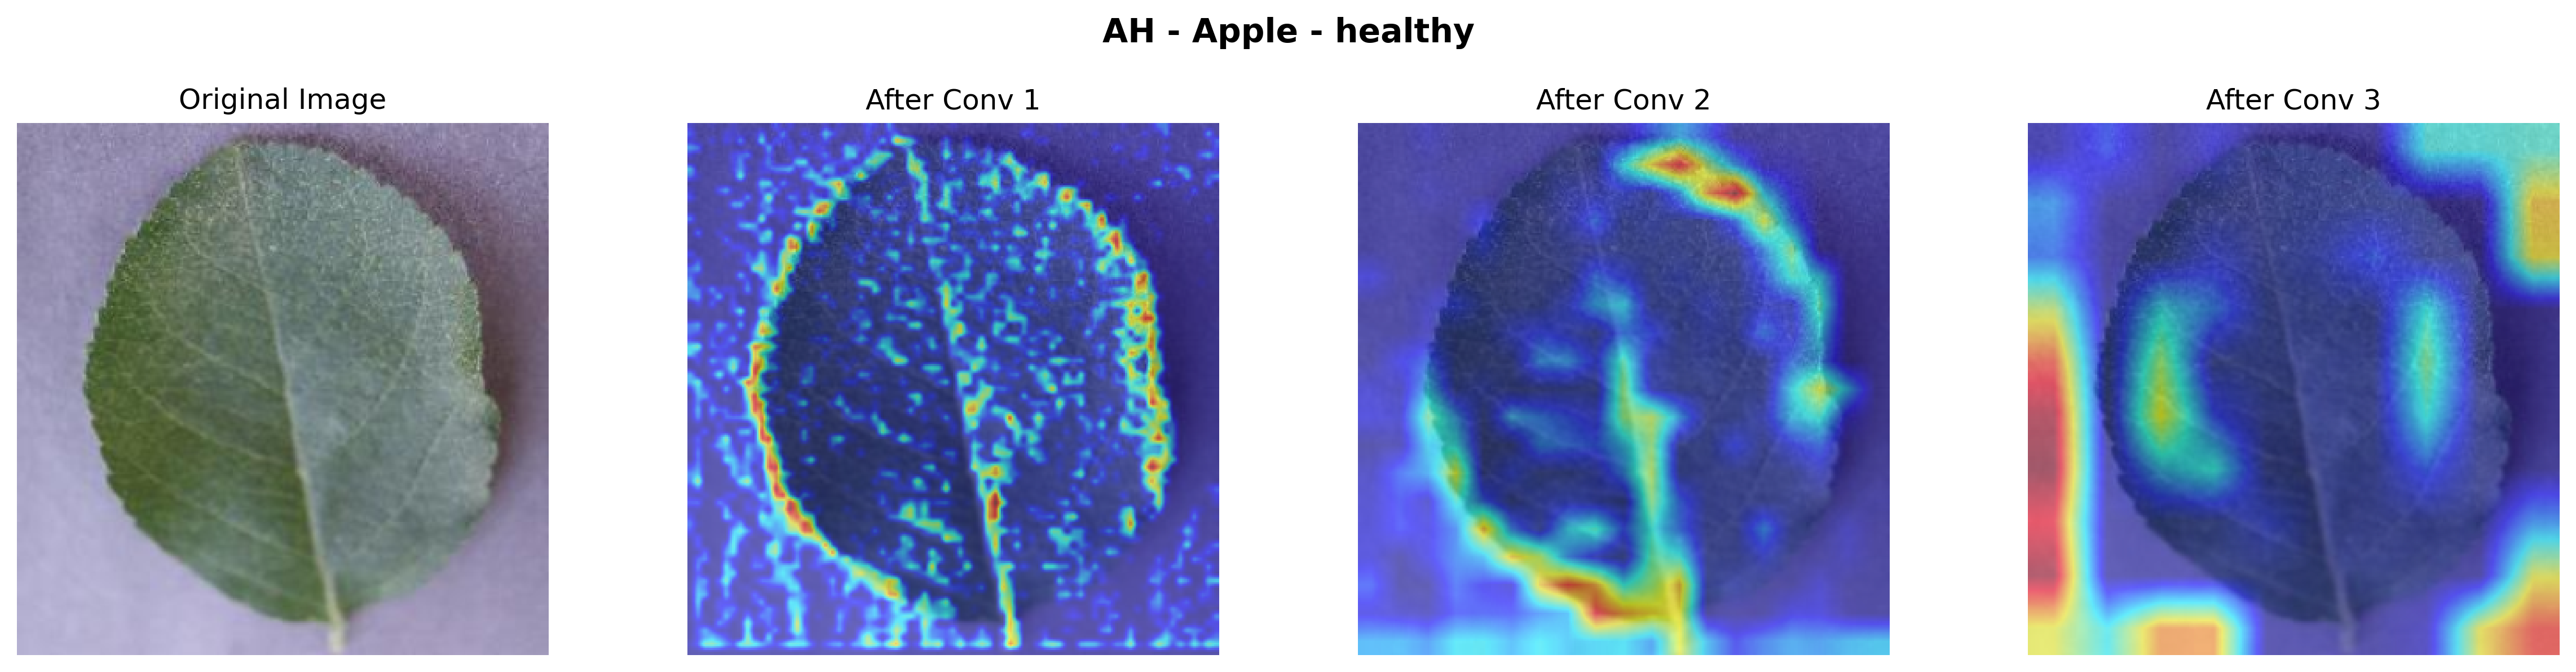 AH - Apple - healthy
Original Image
After Conv 1
After Conv 2
After Conv 3